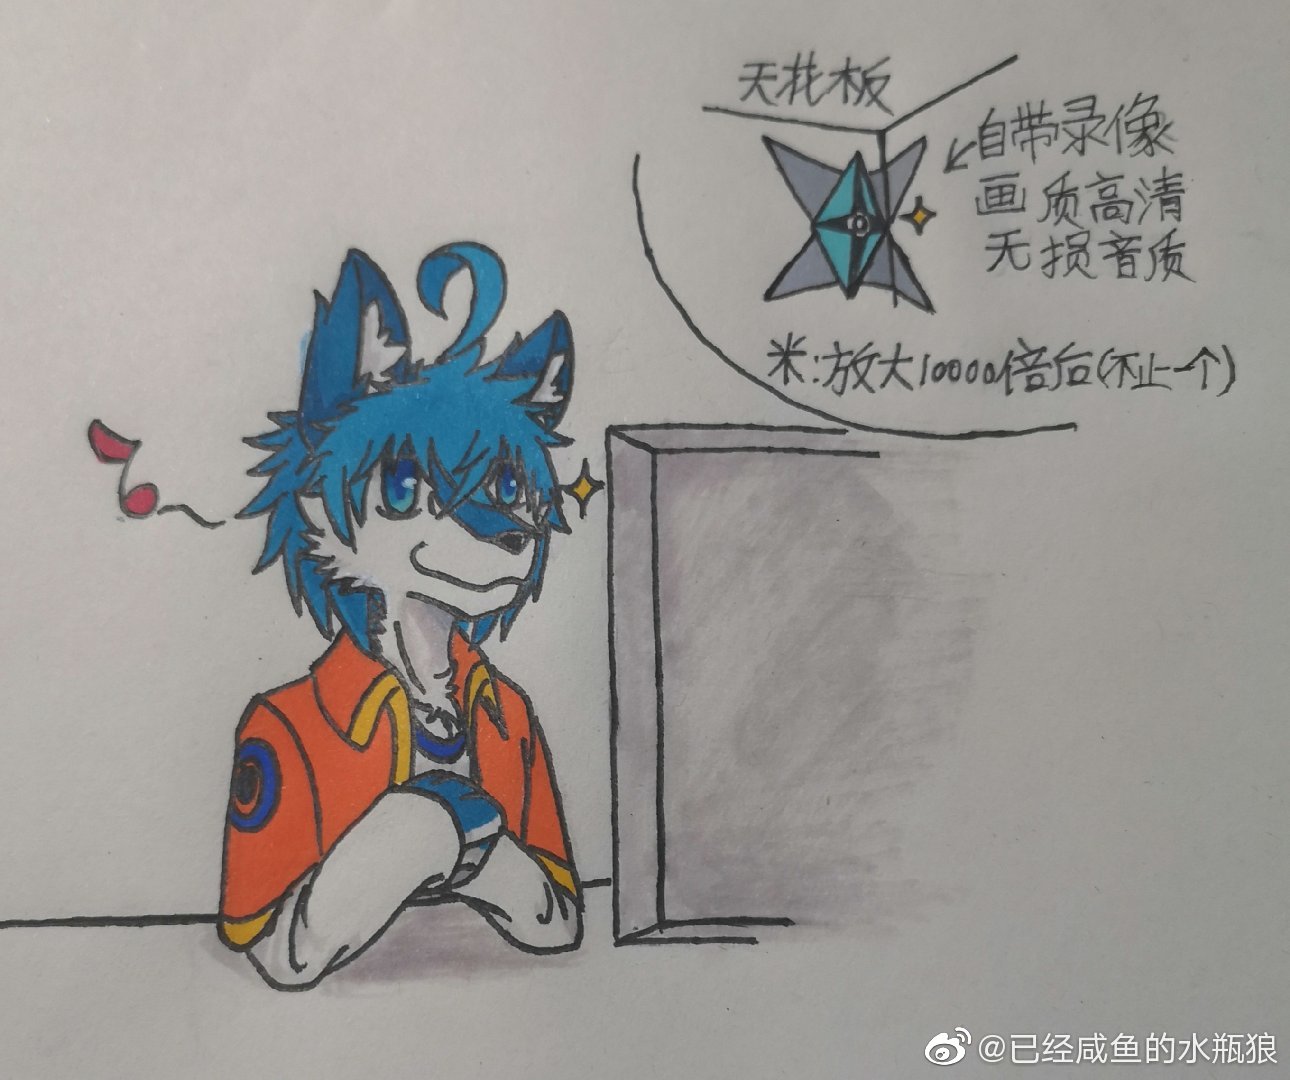 天花板
自带录像
画质高清
无损音质
米:放大10000倍后(不止一个)
@已经咸鱼的水瓶狼